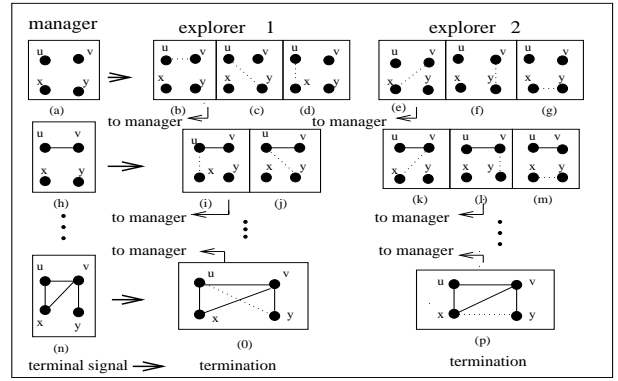 manager explorer 1 explorer 2
u v u v u v u v u v u v u v
x y x y x y x y x y x y x y
(a) (b) (c) (d) (e) (f) (g)
to manager to manager
u v u v u v u v u v u v
x y x y x y x y x y x y
(h) (i) (j) (k) (l) (m)
to manager to manager
to manager to manager
u v u v u v
x y x y x y
(n) (0) (p)
terminal signal termination termination